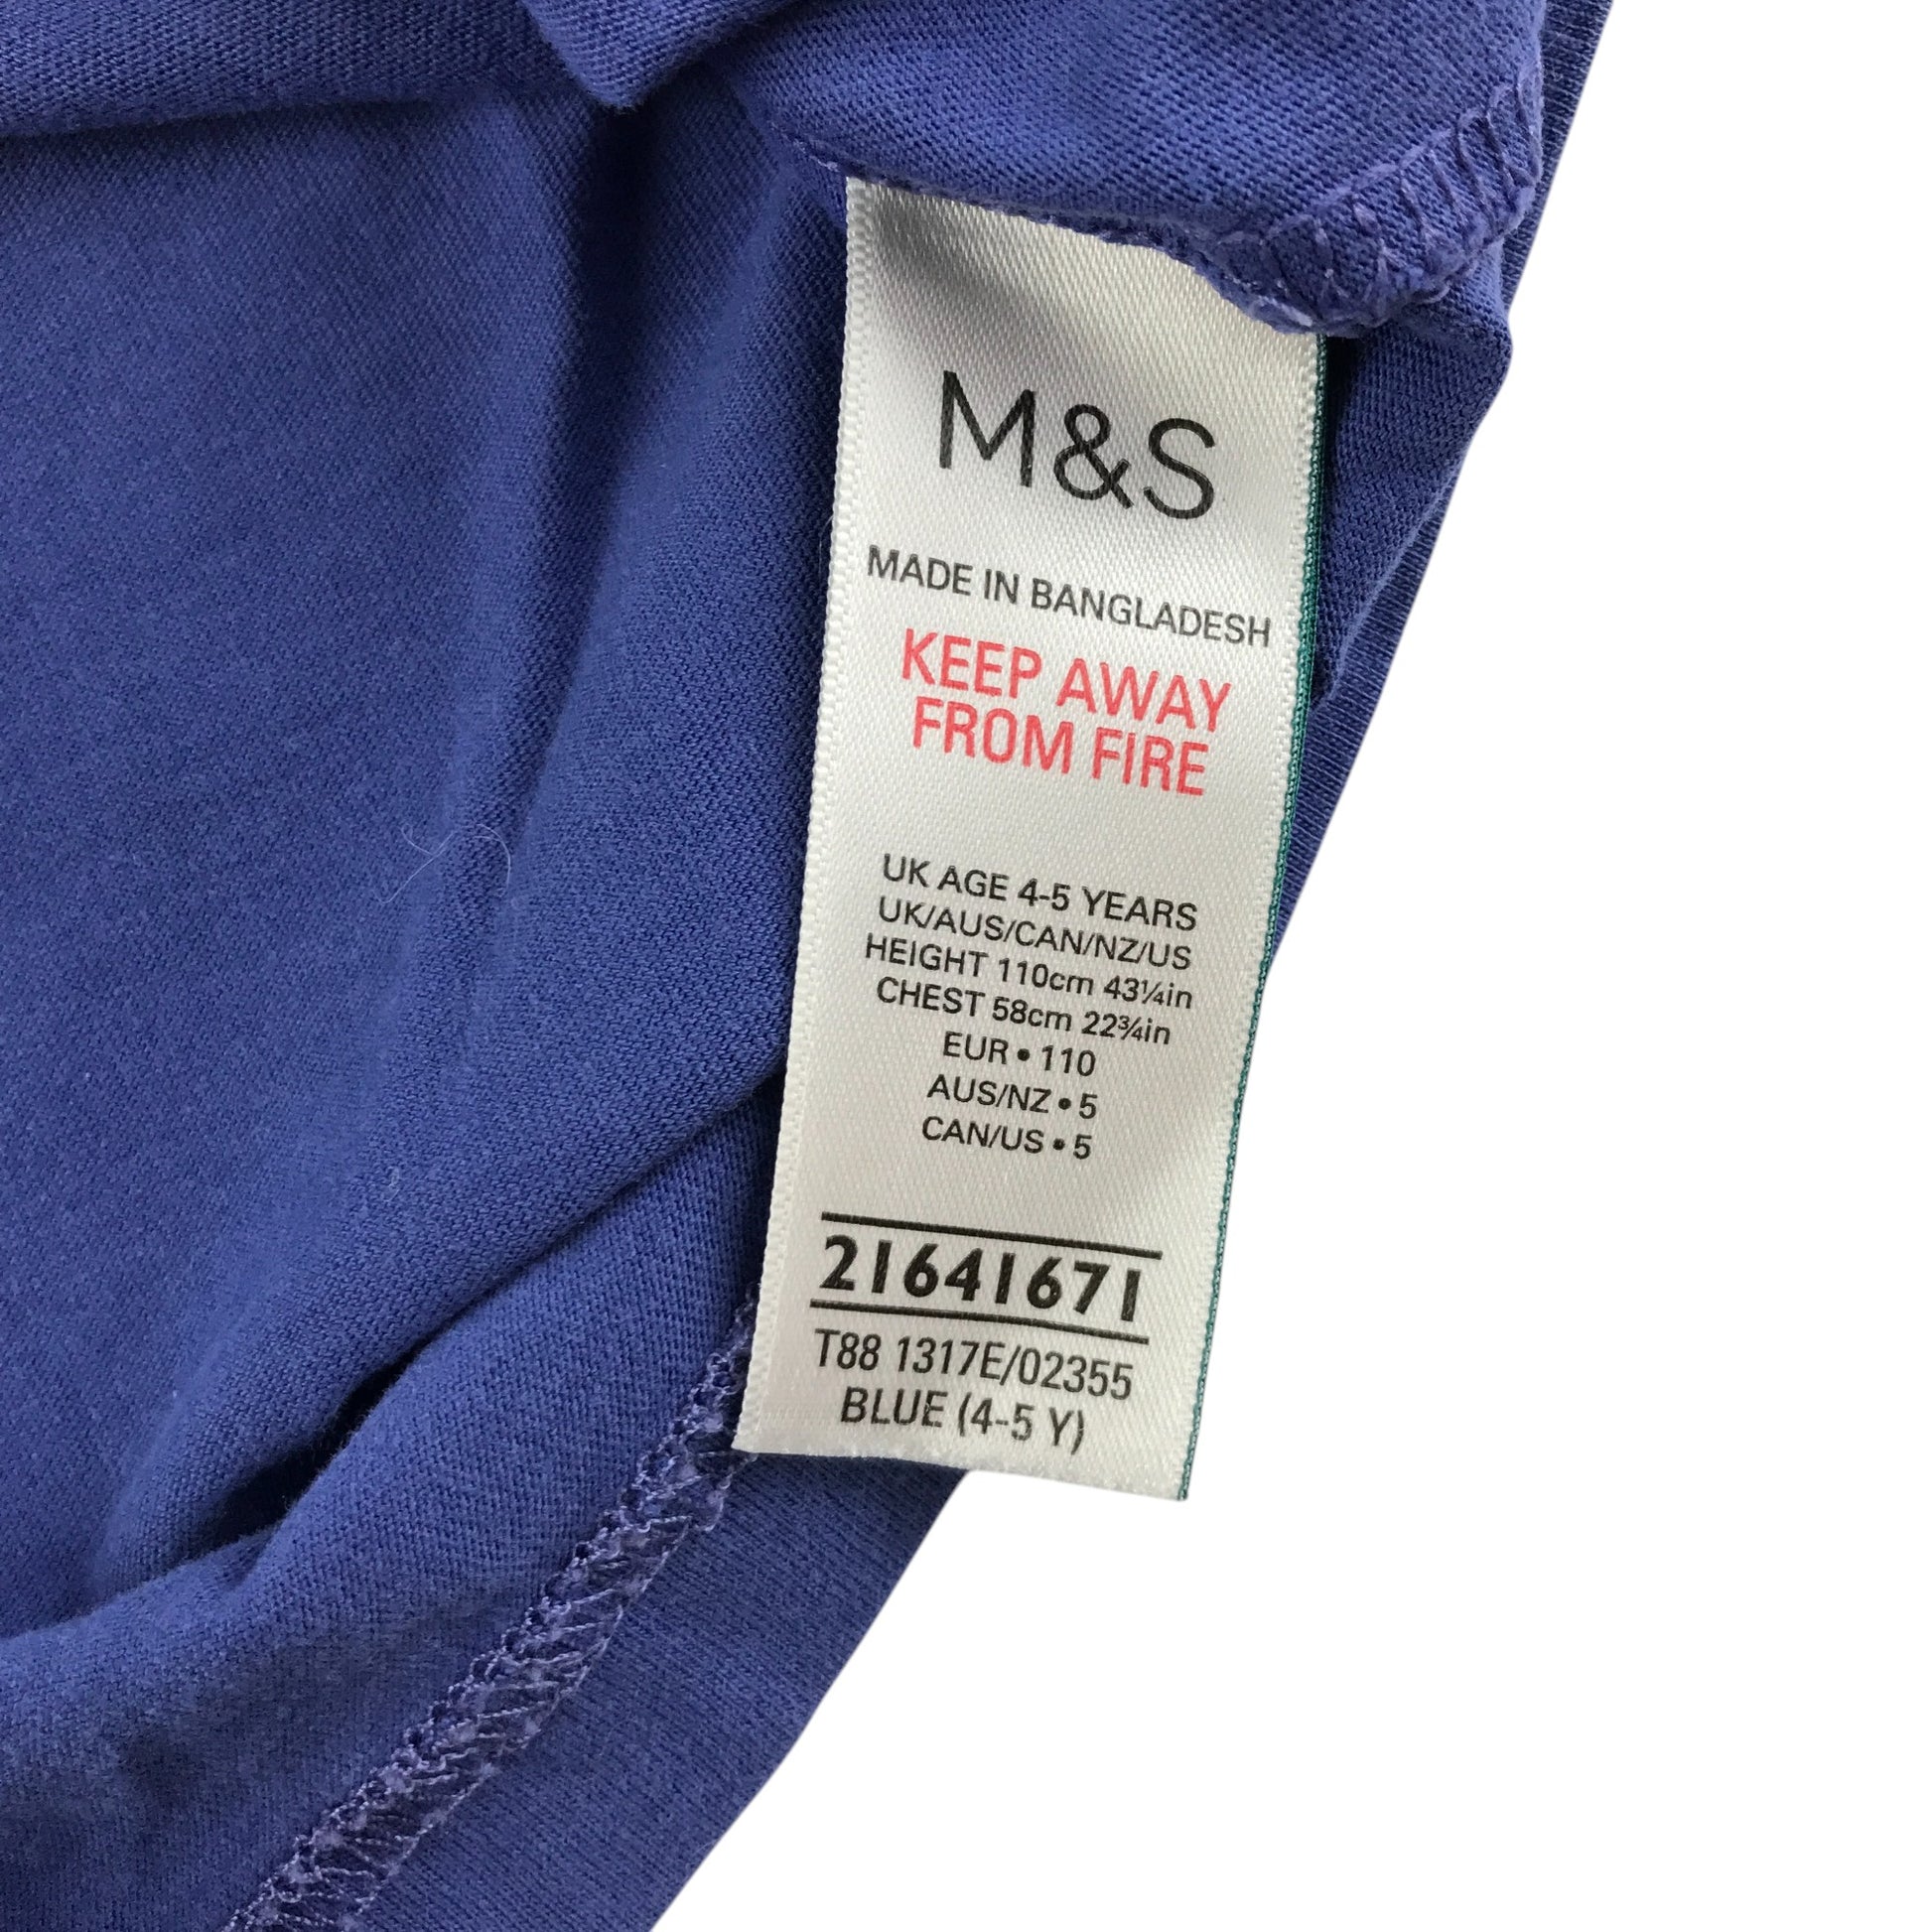 M&S
MADE IN BANGLADESH
KEEP AWAY
FROM FIRE
UK AGE 4-5 YEARS
UK/AUS/CAN/NZ/US
HEIGHT 110cm 43¼in
CHEST 58cm 22¾in
EUR • 110
AUS/NZ • 5
CAN/US • 5
21641671
T88 1317E/02355
BLUE (4-5 Y)